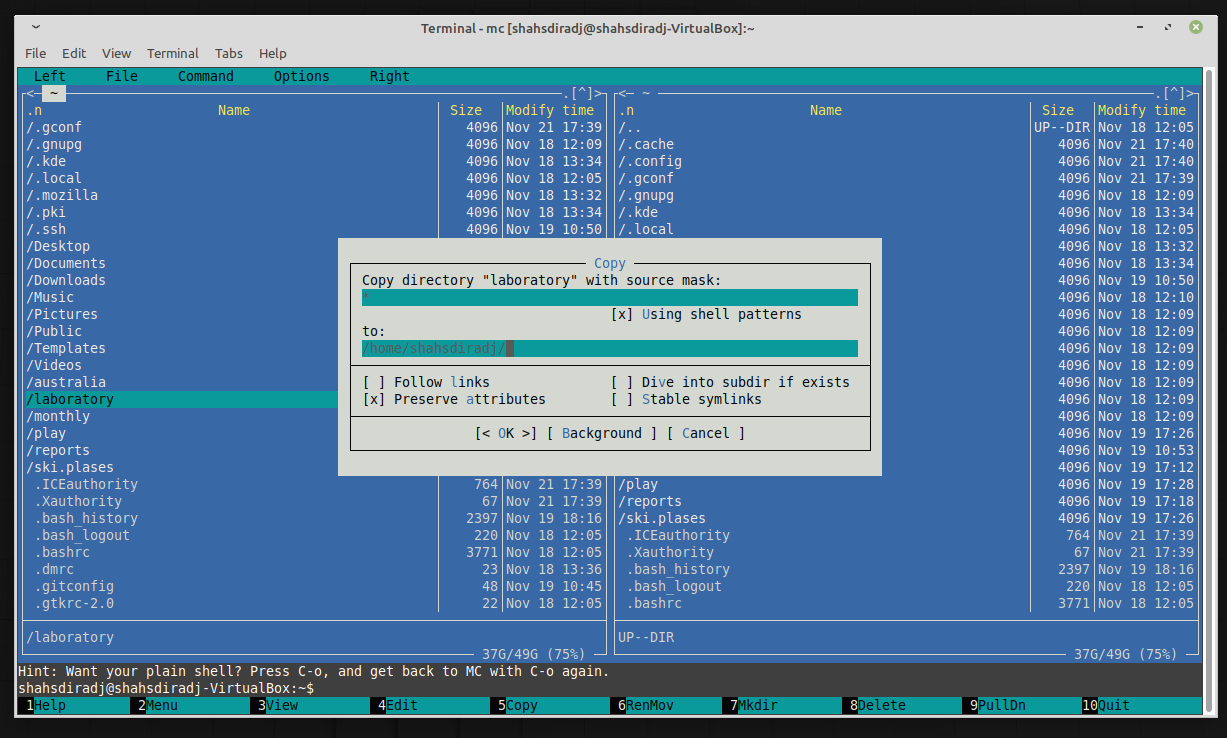 Terminal - mc [shahsdiradj@shahsdiradj-VirtualBox]:~
File Edit View Terminal Tabs Help
Left File Command Options Right
<─ ~ .[^]> <─ ~ .[^]>
.n Name Size Modify time .n Name Size Modify time
/.gconf 4096 Nov 21 17:39 /.. UP--DIR Nov 18 12:05
/.gnupg 4096 Nov 18 12:09 /.cache 4096 Nov 21 17:40
/.kde 4096 Nov 18 13:34 /.config 4096 Nov 21 17:40
/.local 4096 Nov 18 12:05 /.gconf 4096 Nov 21 17:39
/.mozilla 4096 Nov 18 13:32 /.gnupg 4096 Nov 18 12:09
/.pki 4096 Nov 18 13:34 /.kde 4096 Nov 18 13:34
/.ssh 4096 Nov 19 10:50 /.local 4096 Nov 18 12:05
/Desktop 4096 Nov 18 13:32
/Documents Copy 4096 Nov 18 13:34
/Downloads Copy directory "laboratory" with source mask: 4096 Nov 19 10:50
/Music * 4096 Nov 18 12:10
/Pictures [x] Using shell patterns 4096 Nov 18 12:09
/Public to: 4096 Nov 18 12:09
/Templates /home/shahsdiradj/ 4096 Nov 18 12:09
/Videos 4096 Nov 18 12:09
/australia [ ] Follow links [ ] Dive into subdir if exists 4096 Nov 18 12:09
/laboratory [x] Preserve attributes [ ] Stable symlinks 4096 Nov 18 12:09
/monthly 4096 Nov 18 12:09
/play [< OK >] [ Background ] [ Cancel ] 4096 Nov 19 17:26
/reports 4096 Nov 19 10:53
/ski.plases 4096 Nov 19 17:12
.ICEauthority 764 Nov 21 17:39 /play 4096 Nov 19 17:28
.Xauthority 67 Nov 21 17:39 /reports 4096 Nov 19 17:18
.bash_history 2397 Nov 19 18:16 /ski.plases 4096 Nov 19 17:26
.bash_logout 220 Nov 18 12:05 .ICEauthority 764 Nov 21 17:39
.bashrc 3771 Nov 18 12:05 .Xauthority 67 Nov 21 17:39
.dmrc 23 Nov 18 13:36 .bash_history 2397 Nov 19 18:16
.gitconfig 48 Nov 19 10:45 .bash_logout 220 Nov 18 12:05
.gtkrc-2.0 22 Nov 18 12:05 .bashrc 3771 Nov 18 12:05
/laboratory UP--DIR
37G/49G (75%) 37G/49G (75%)
Hint: Want your plain shell? Press C-o, and get back to MC with C-o again.
shahsdiradj@shahsdiradj-VirtualBox:~$
1Help 2Menu 3View 4Edit 5Copy 6RenMov 7Mkdir 8Delete 9PullDn 10Quit